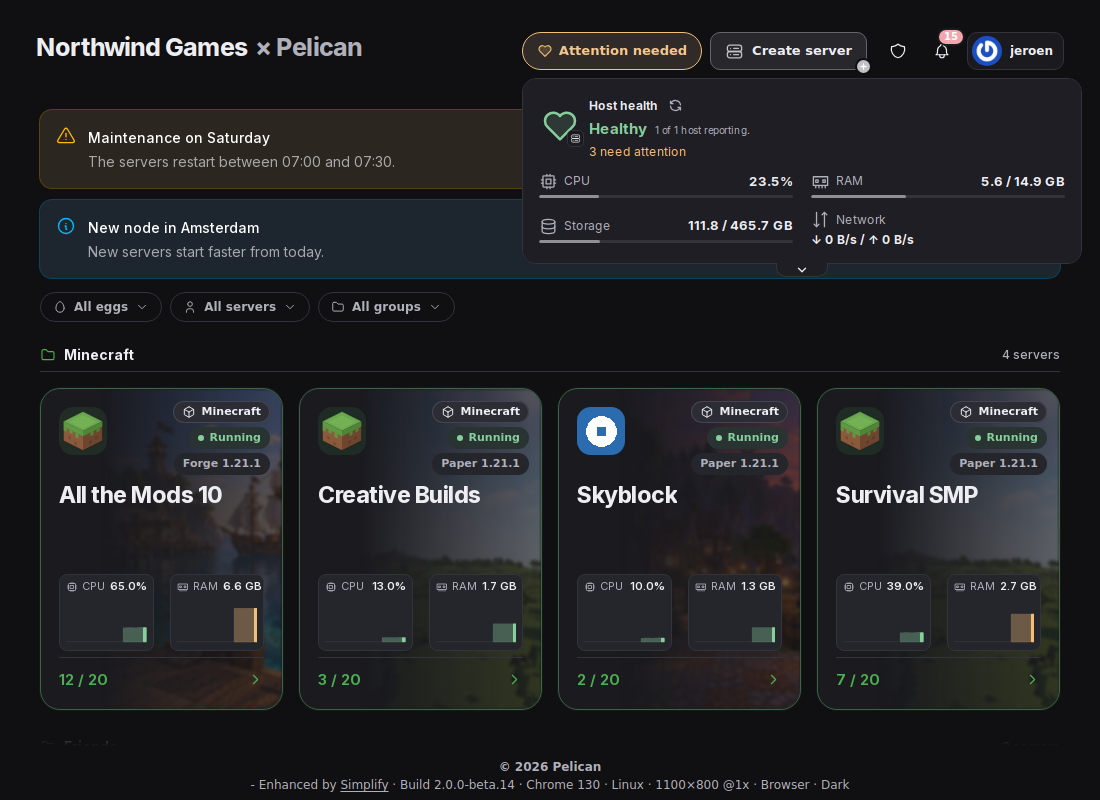 Northwind Games × Pelican
Attention needed
Create server
15
jeroen
Maintenance on Saturday
The servers restart between 07:00 and 07:30.
New node in Amsterdam
New servers start faster from today.
Host health
Healthy 1 of 1 host reporting.
3 need attention
CPU 23.5%
RAM 5.6 / 14.9 GB
Storage 111.8 / 465.7 GB
Network
↓ 0 B/s / ↑ 0 B/s
All eggs
All servers
All groups
Minecraft
4 servers
Minecraft
Running
Forge 1.21.1
All the Mods 10
CPU 65.0%
RAM 6.6 GB
12 / 20
Minecraft
Running
Paper 1.21.1
Creative Builds
CPU 13.0%
RAM 1.7 GB
3 / 20
Minecraft
Running
Paper 1.21.1
Skyblock
CPU 10.0%
RAM 1.3 GB
2 / 20
Minecraft
Running
Paper 1.21.1
Survival SMP
CPU 39.0%
RAM 2.7 GB
7 / 20
Friends
© 2026 Pelican
- Enhanced by Simplify · Build 2.0.0-beta.14 · Chrome 130 · Linux · 1100×800 @1x · Browser · Dark